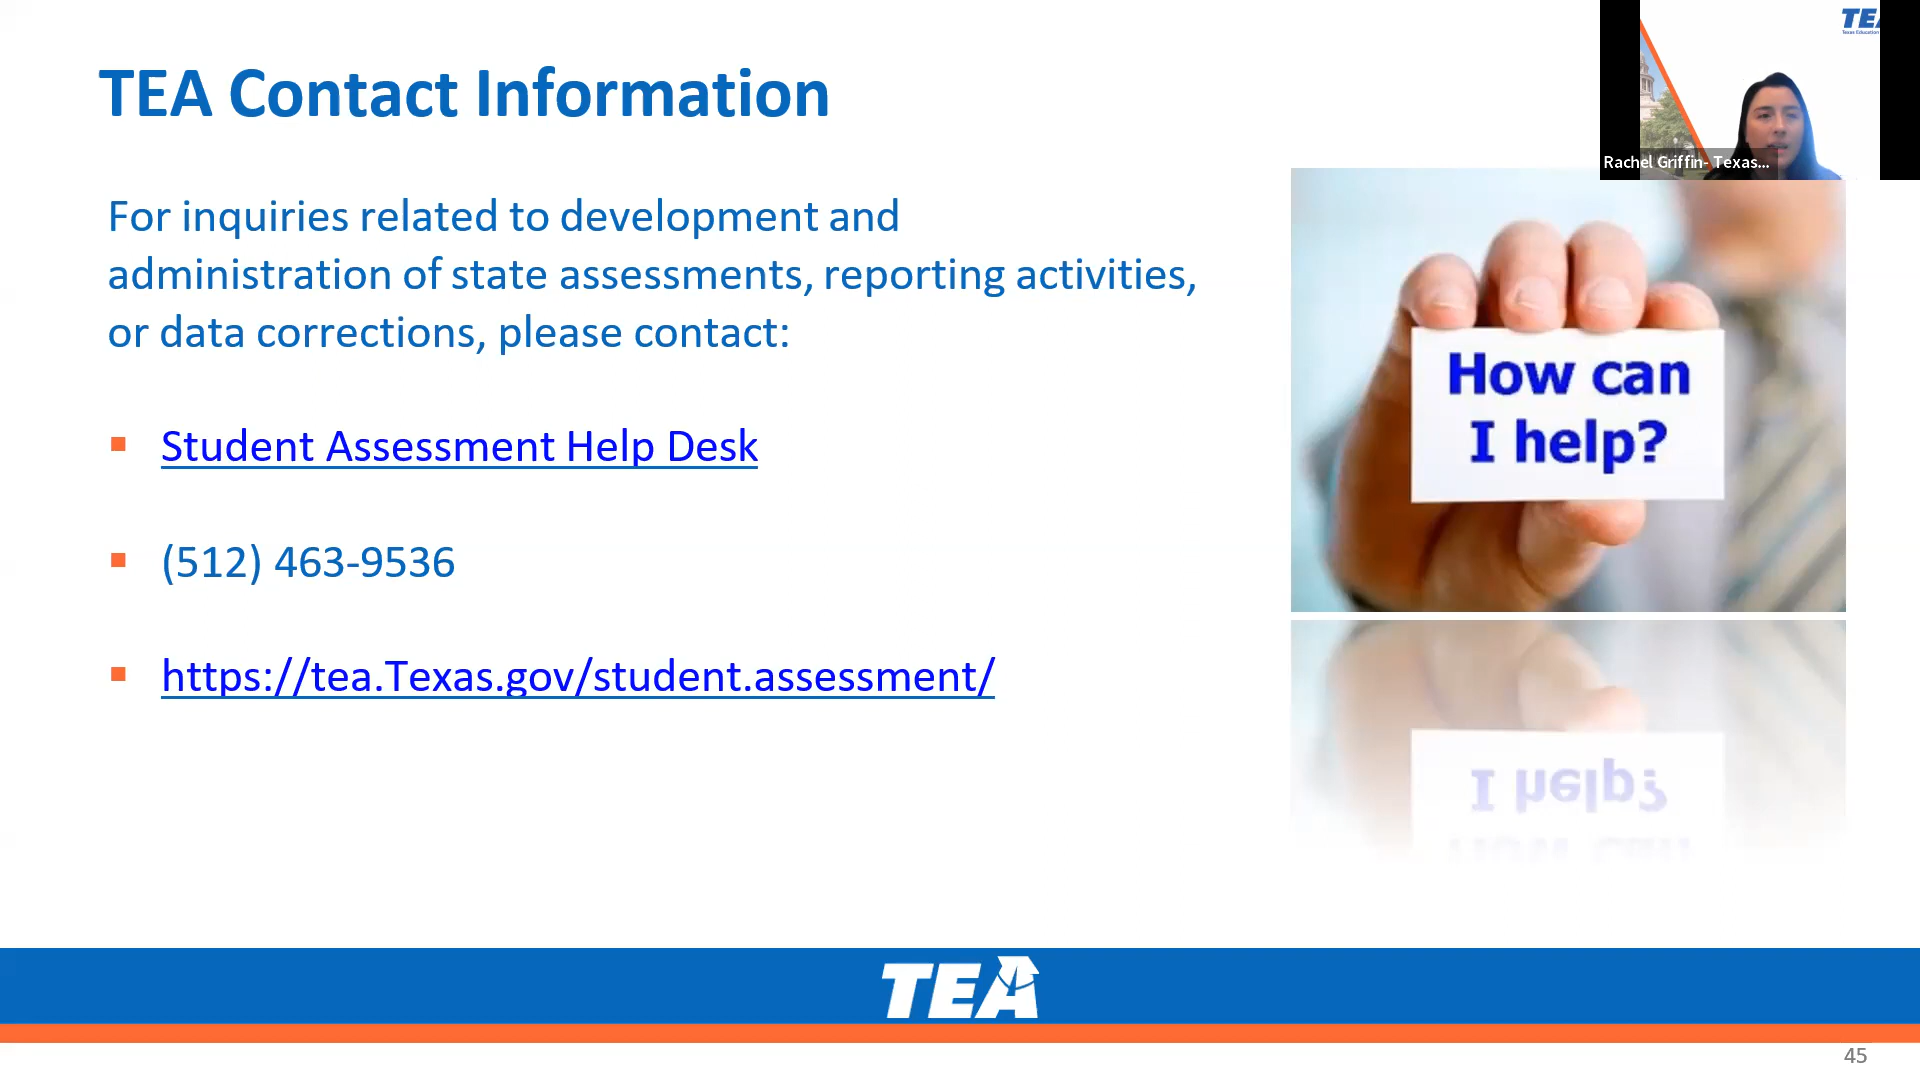 TEA Contact Information
For inquiries related to development and
administration of state assessments, reporting activities,
or data corrections, please contact:
Student Assessment Help Desk
(512) 463-9536
https://tea.Texas.gov/student.assessment/
How can
I help?
I help?
How can
TEA
Rachel Griffin- Texas...
TEA
45